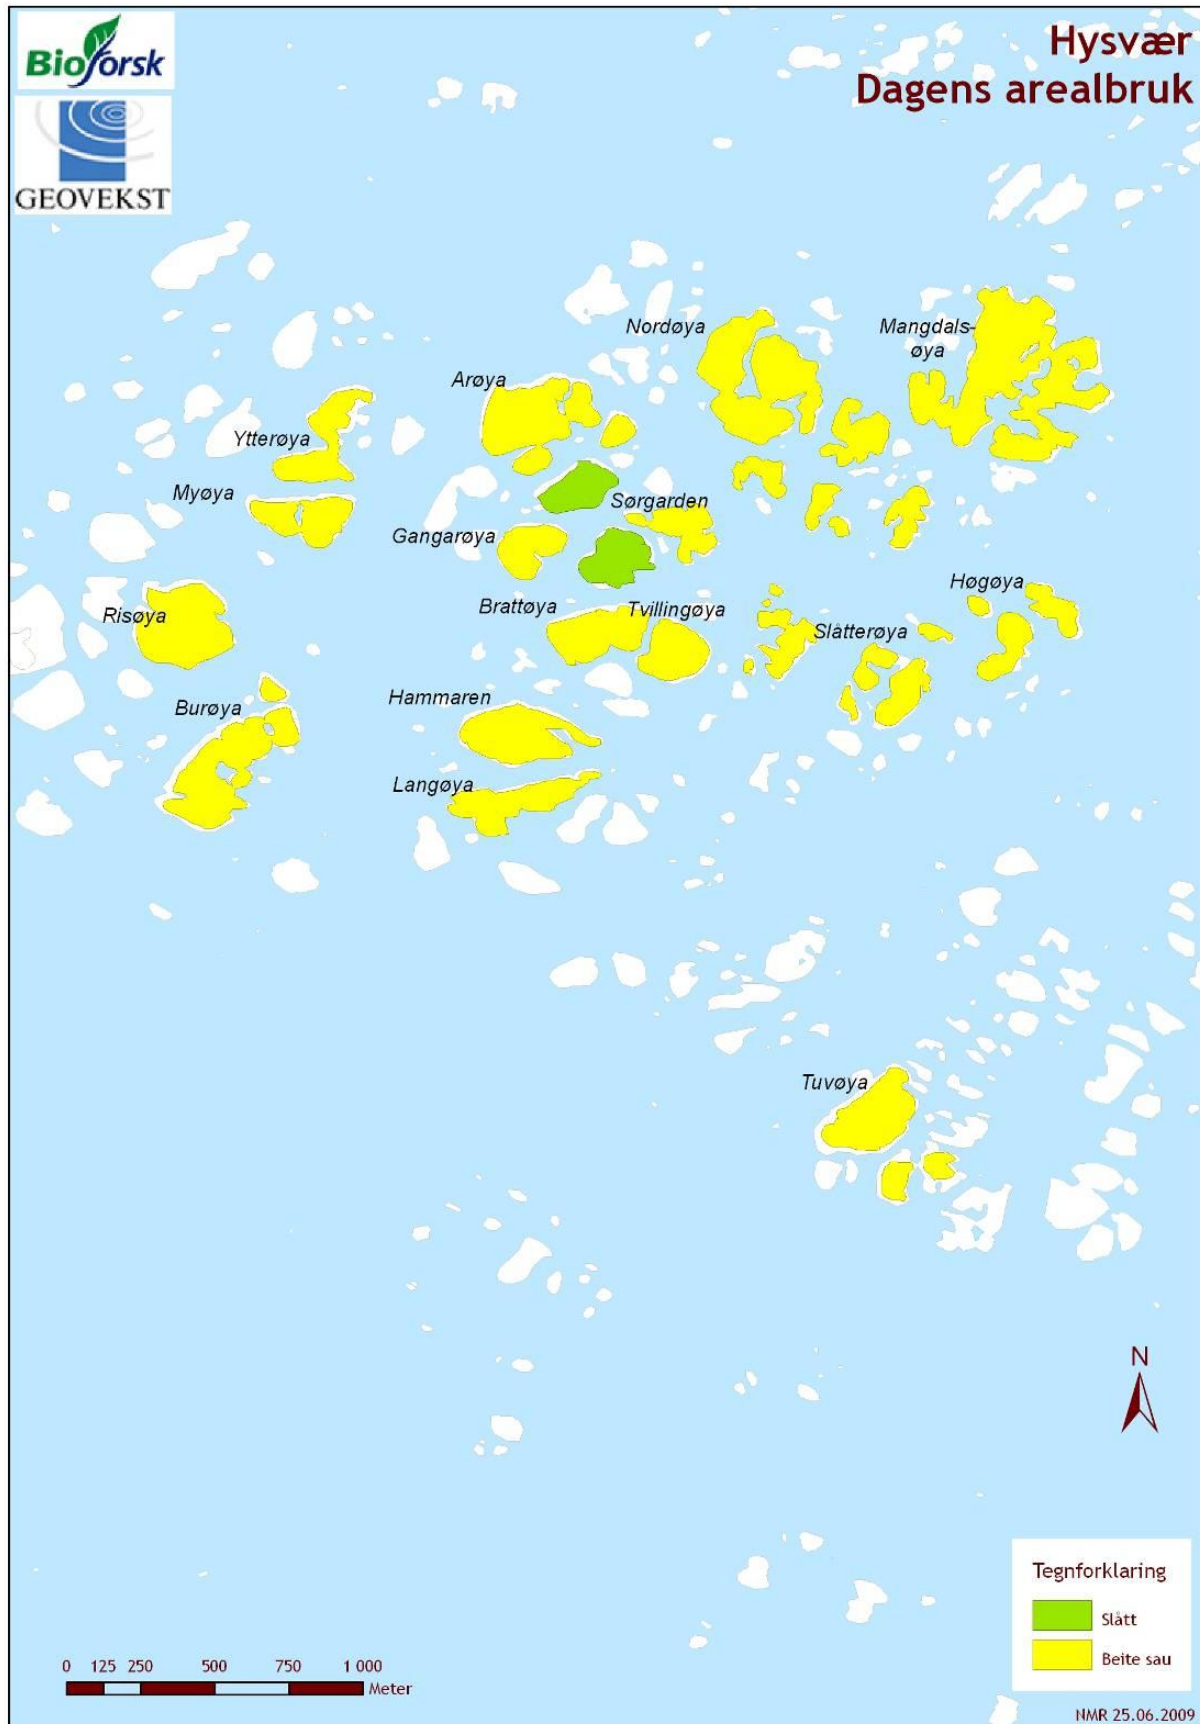 Bioforsk
GEOVEKST
Hysvær
Dagens arealbruk
Nordøya
Mangdals-
øya
Arøya
Ytterøya
Myøya
Sørgarden
Gangarøya
Høgøya
Brattøya
Tvillingøya
Risøya
Slåtterøya
Hammaren
Burøya
Langøya
Tuvøya
N
Tegnforklaring
Slått
Beite sau
0 125 250 500 750 1 000
Meter
NMR 25.06.2009